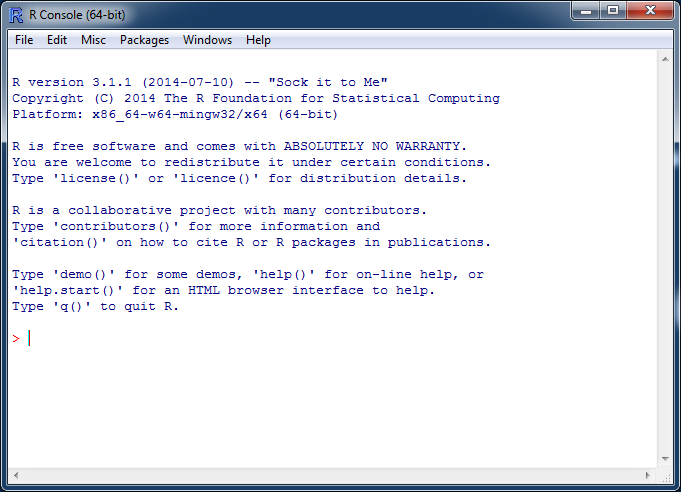 R Console (64-bit)
File Edit Misc Packages Windows Help
R version 3.1.1 (2014-07-10) -- "Sock it to Me"
Copyright (C) 2014 The R Foundation for Statistical Computing
Platform: x86_64-w64-mingw32/x64 (64-bit)
R is free software and comes with ABSOLUTELY NO WARRANTY.
You are welcome to redistribute it under certain conditions.
Type 'license()' or 'licence()' for distribution details.
R is a collaborative project with many contributors.
Type 'contributors()' for more information and
'citation()' on how to cite R or R packages in publications.
Type 'demo()' for some demos, 'help()' for on-line help, or
'help.start()' for an HTML browser interface to help.
Type 'q()' to quit R.
>